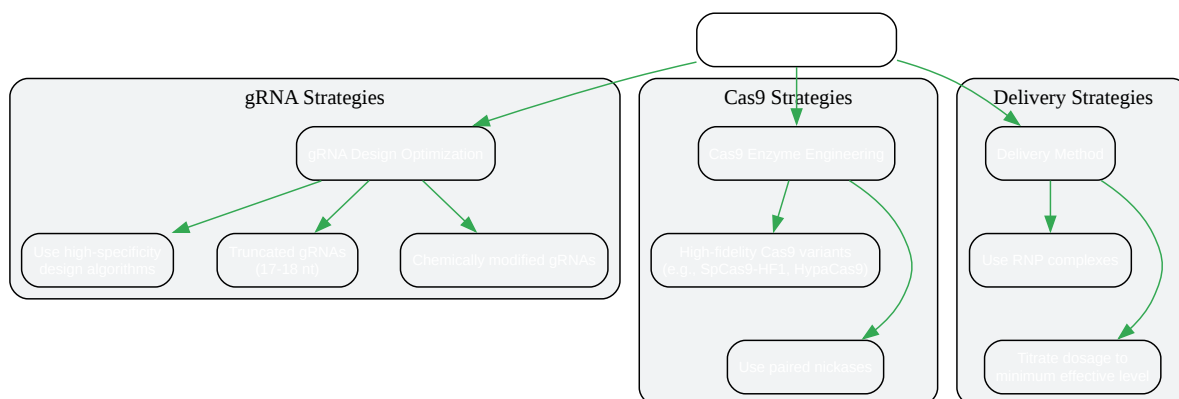 gRNA Strategies
Cas9 Strategies
Delivery Strategies
gRNA Design Optimization
Cas9 Enzyme Engineering
Delivery Method
Use high-specificity
design algorithms
Truncated gRNAs
(17-18 nt)
Chemically modified gRNAs
High-fidelity Cas9 variants
(e.g., SpCas9-HF1, HypaCas9)
Use RNP complexes
Use paired nickases
Titrate dosage to
minimum effective level